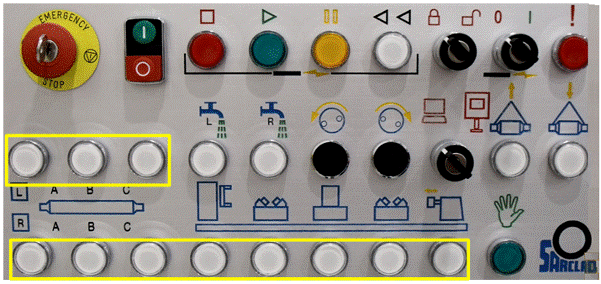 EMERGENCY
STOP
I
O
0 I !
L R
L A B C
R A B C
SARCLAD